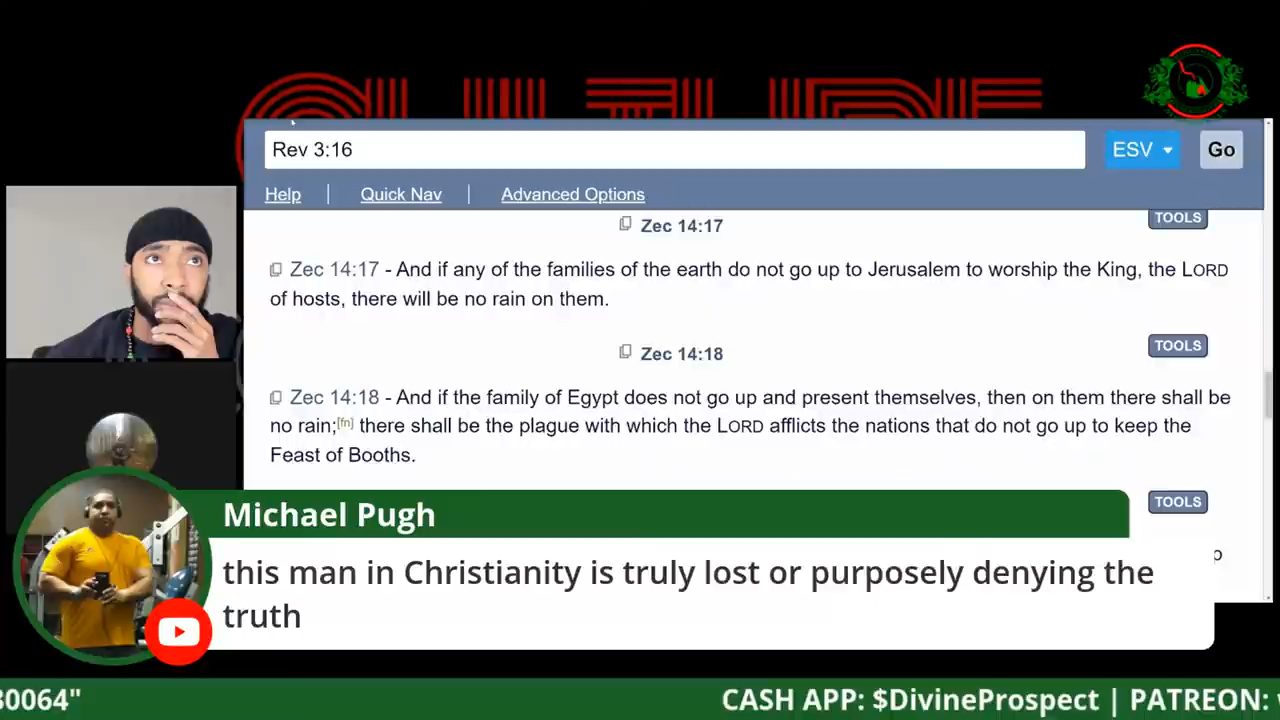 Rev 3:16
ESV
Go
Help
Quick Nav
Advanced Options
Zec 14:17
TOOLS
Zec 14:17 - And if any of the families of the earth do not go up to Jerusalem to worship the King, the LORD
of hosts, there will be no rain on them.
Zec 14:18
TOOLS
Zec 14:18 - And if the family of Egypt does not go up and present themselves, then on them there shall be
no rain;[fn] there shall be the plague with which the LORD afflicts the nations that do not go up to keep the
Feast of Booths.
TOOLS
Michael Pugh
this man in Christianity is truly lost or purposely denying the
truth
30064"
CASH APP: $DivineProspect | PATREON: